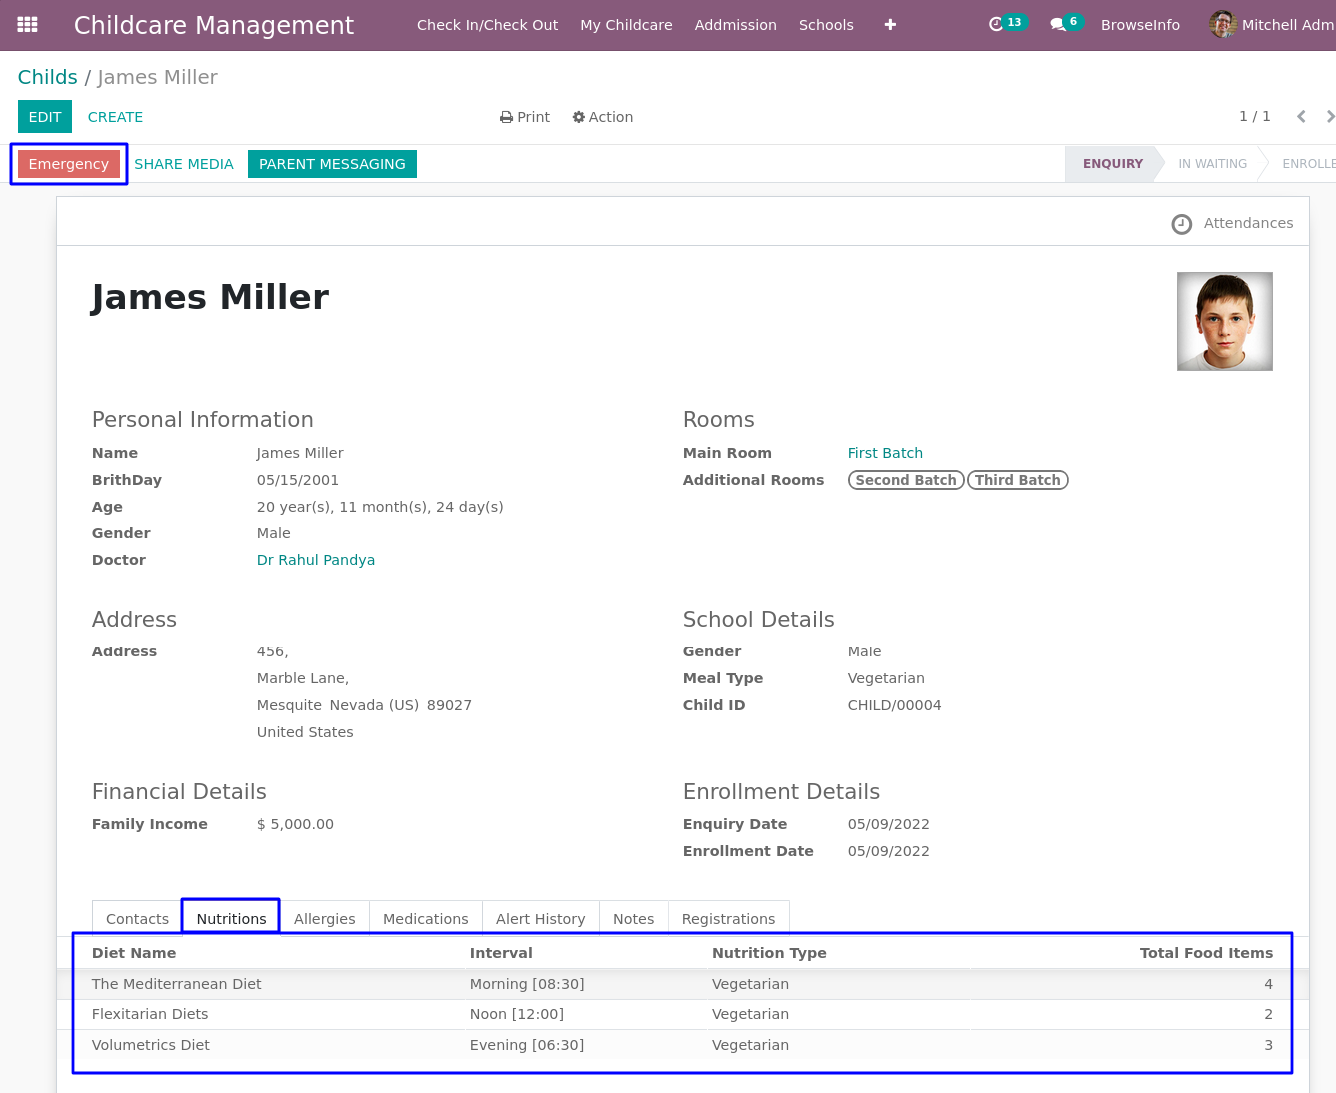 Childcare Management Check In/Check Out My Childcare Addmission Schools 13 6 BrowseInfo Mitchell Adm
Childs / James Miller
EDIT CREATE Print Action 1 / 1
Emergency SHARE MEDIA PARENT MESSAGING ENQUIRY IN WAITING ENROLLE
Attendances
James Miller
Personal Information
Name James Miller
BrithDay 05/15/2001
Age 20 year(s), 11 month(s), 24 day(s)
Gender Male
Doctor Dr Rahul Pandya
Rooms
Main Room First Batch
Additional Rooms Second Batch Third Batch
Address
Address 456,
Marble Lane,
Mesquite Nevada (US) 89027
United States
School Details
Gender Male
Meal Type Vegetarian
Child ID CHILD/00004
Financial Details
Family Income $ 5,000.00
Enrollment Details
Enquiry Date 05/09/2022
Enrollment Date 05/09/2022
Contacts Nutritions Allergies Medications Alert History Notes Registrations
Diet Name Interval Nutrition Type Total Food Items
The Mediterranean Diet Morning [08:30] Vegetarian 4
Flexitarian Diets Noon [12:00] Vegetarian 2
Volumetrics Diet Evening [06:30] Vegetarian 3